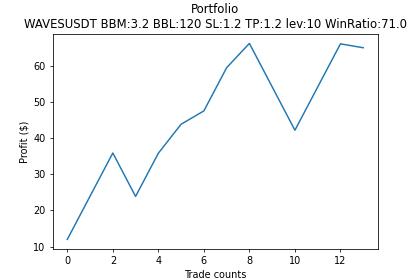 Portfolio
WAVESUSDT BBM:3.2 BBL:120 SL:1.2 TP:1.2 lev:10 WinRatio:71.0
Profit ($)
60
50
40
30
20
10
0 2 4 6 8 10 12
Trade counts